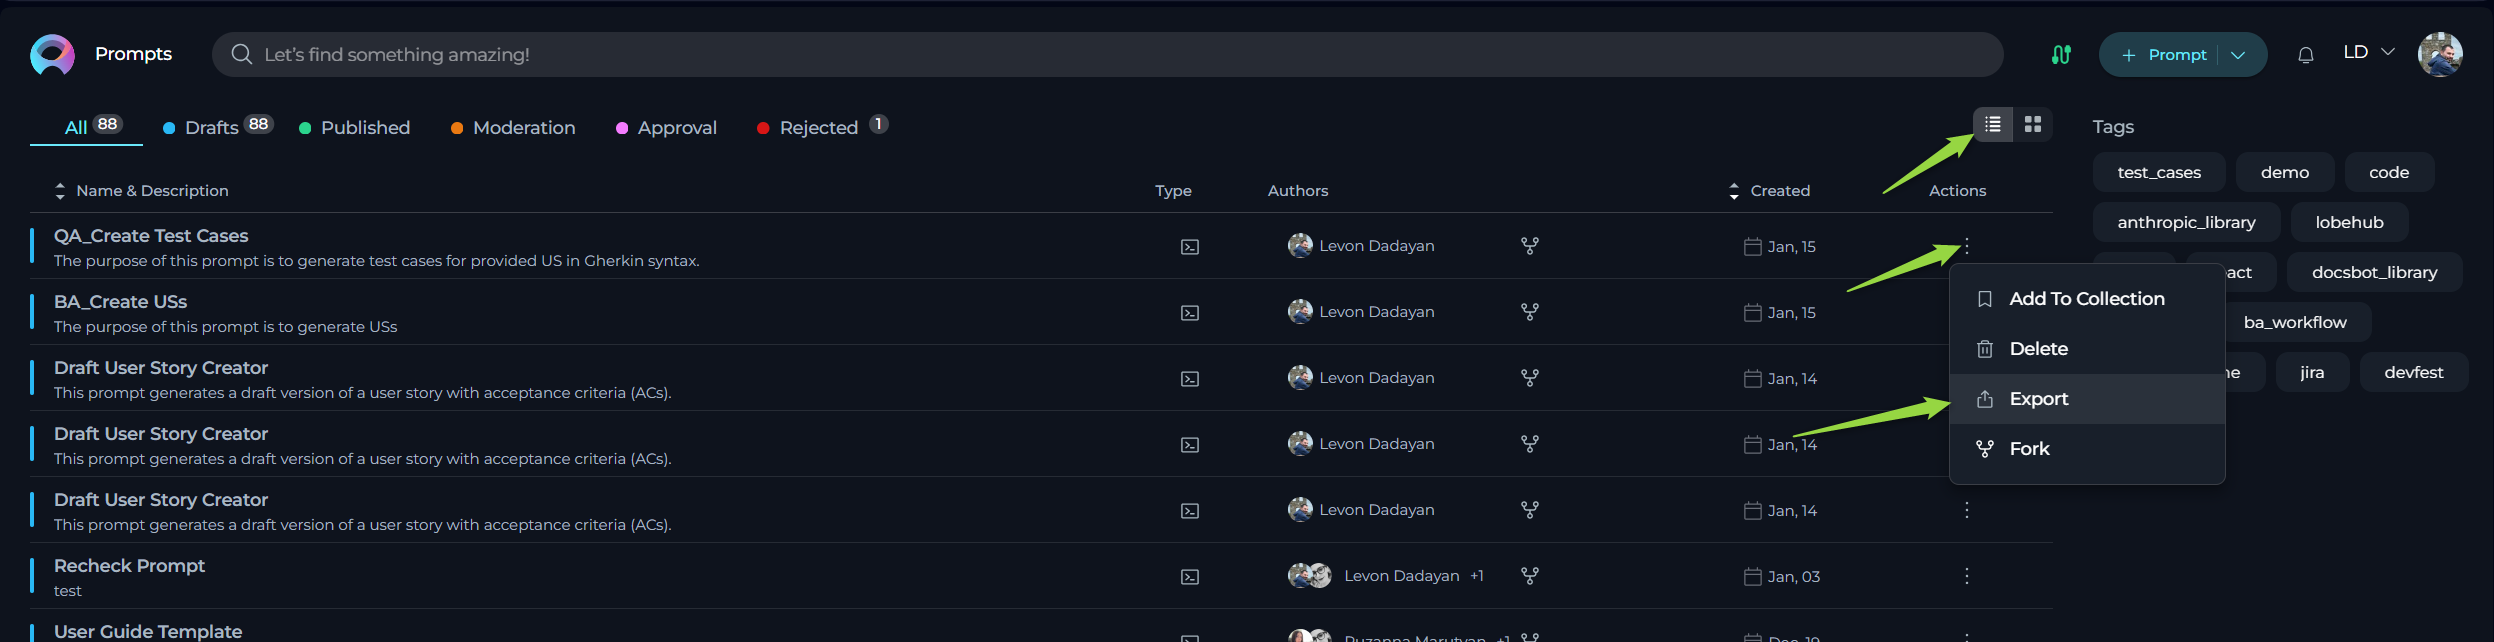 Prompts
Let's find something amazing!
Prompt
LD
All 88
Drafts 88
Published
Moderation
Approval
Rejected 1
Tags
test_cases demo code
anthropic_library lobehub
docsbot_library
ba_workflow
jira devfest
Name & Description Type Authors Created Actions
QA_Create Test Cases
The purpose of this prompt is to generate test cases for provided US in Gherkin syntax.
Levon Dadayan
Jan, 15
BA_Create USs
The purpose of this prompt is to generate USs
Levon Dadayan
Jan, 15
Draft User Story Creator
This prompt generates a draft version of a user story with acceptance criteria (ACs).
Levon Dadayan
Jan, 14
Draft User Story Creator
This prompt generates a draft version of a user story with acceptance criteria (ACs).
Levon Dadayan
Jan, 14
Draft User Story Creator
This prompt generates a draft version of a user story with acceptance criteria (ACs).
Levon Dadayan
Jan, 14
Recheck Prompt
test
Levon Dadayan +1
Jan, 03
User Guide Template
Add To Collection
Delete
Export
Fork